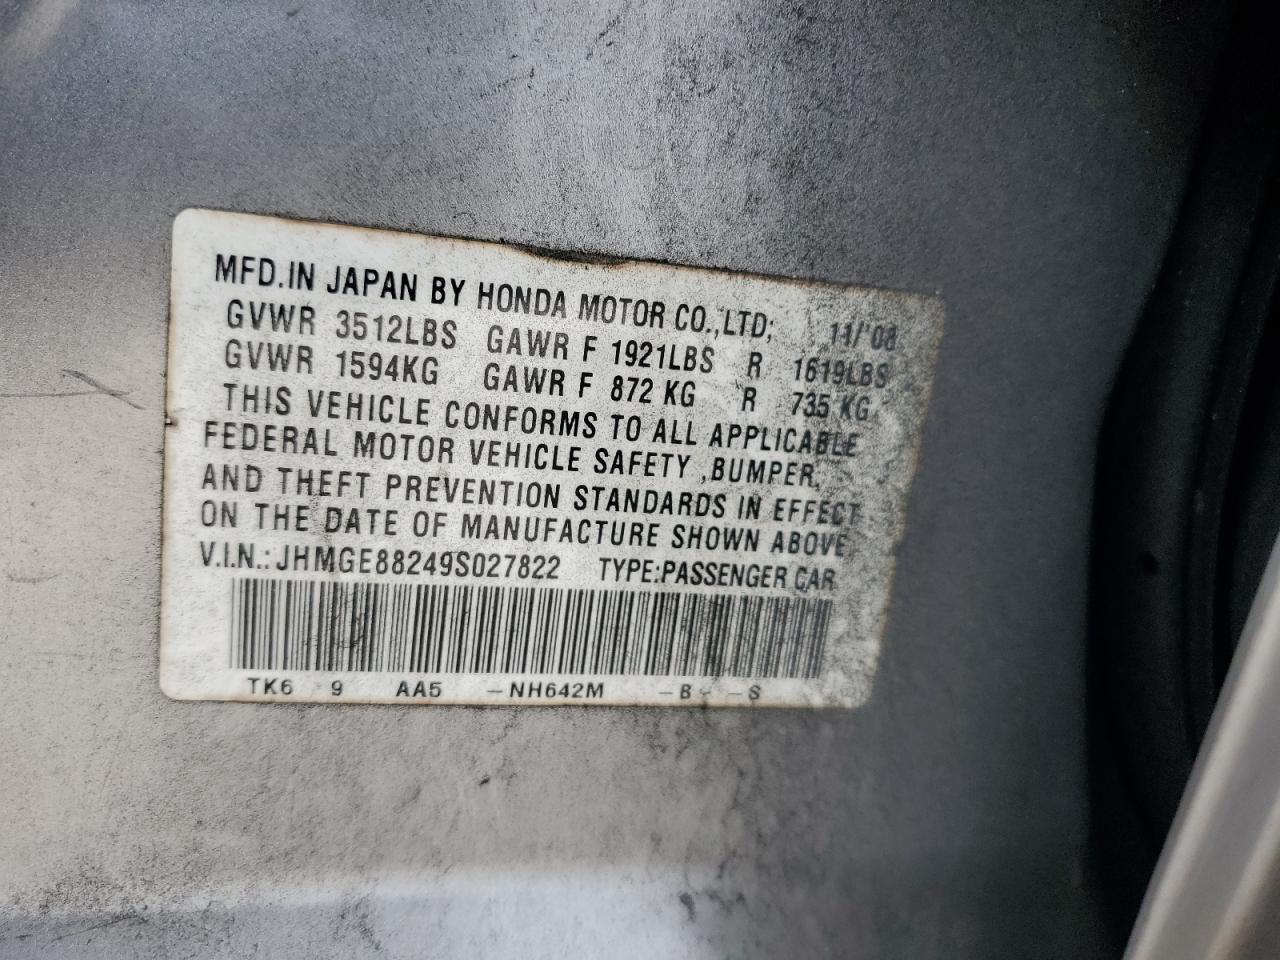 MFD.IN JAPAN BY HONDA MOTOR CO.,LTD; 11/'08
GVWR 3512LBS GAWR F 1921LBS R 1619LBS
GVWR 1594KG GAWR F 872 KG R 735 KG
THIS VEHICLE CONFORMS TO ALL APPLICABLE
FEDERAL MOTOR VEHICLE SAFETY ,BUMPER,
AND THEFT PREVENTION STANDARDS IN EFFECT
ON THE DATE OF MANUFACTURE SHOWN ABOVE
V.I.N.: JHMGE88249S027822 TYPE:PASSENGER CAR
TK6 9 AA5 –NH642M –B– –S